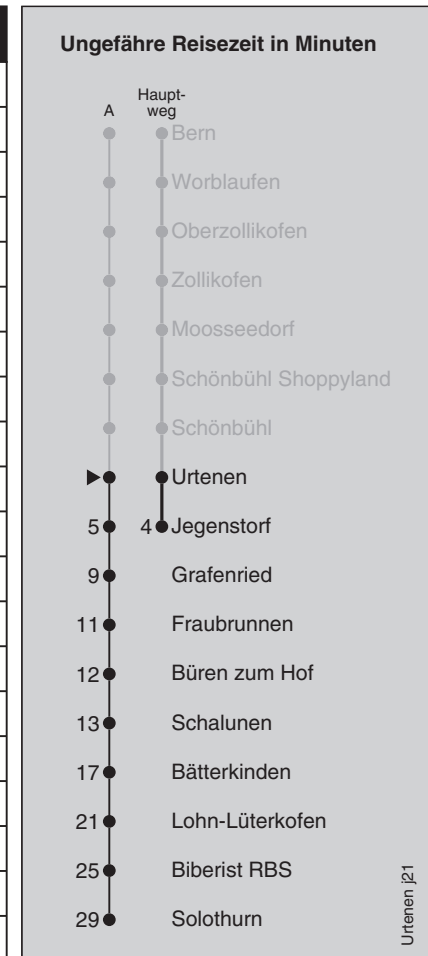 Ungefähre Reisezeit in Minuten
A Haupt-
weg
Bern
Worblaufen
Oberzollikofen
Zollikofen
Moosseedorf
Schönbühl Shoppyland
Schönbühl
Urtenen
5 4 Jegenstorf
9 Grafenried
11 Fraubrunnen
12 Büren zum Hof
13 Schalunen
17 Bätterkinden
21 Lohn-Lüterkofen
25 Biberist RBS
29 Solothurn
Urtenen j21